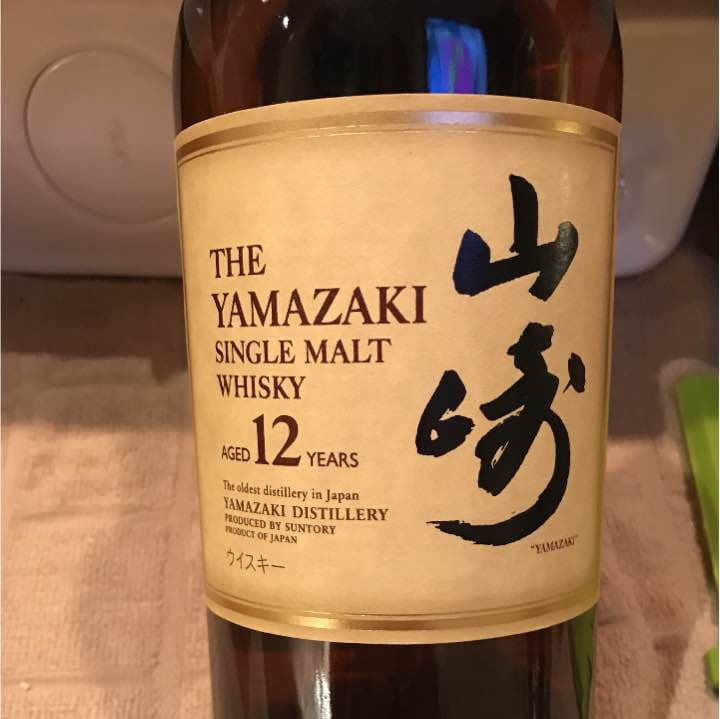 THE
YAMAZAKI
SINGLE MALT
WHISKY
AGED 12 YEARS
The oldest distillery in Japan
YAMAZAKI DISTILLERY
PRODUCED BY SUNTORY
PRODUCT OF JAPAN
ウイスキー
山崎
"YAMAZAKI"